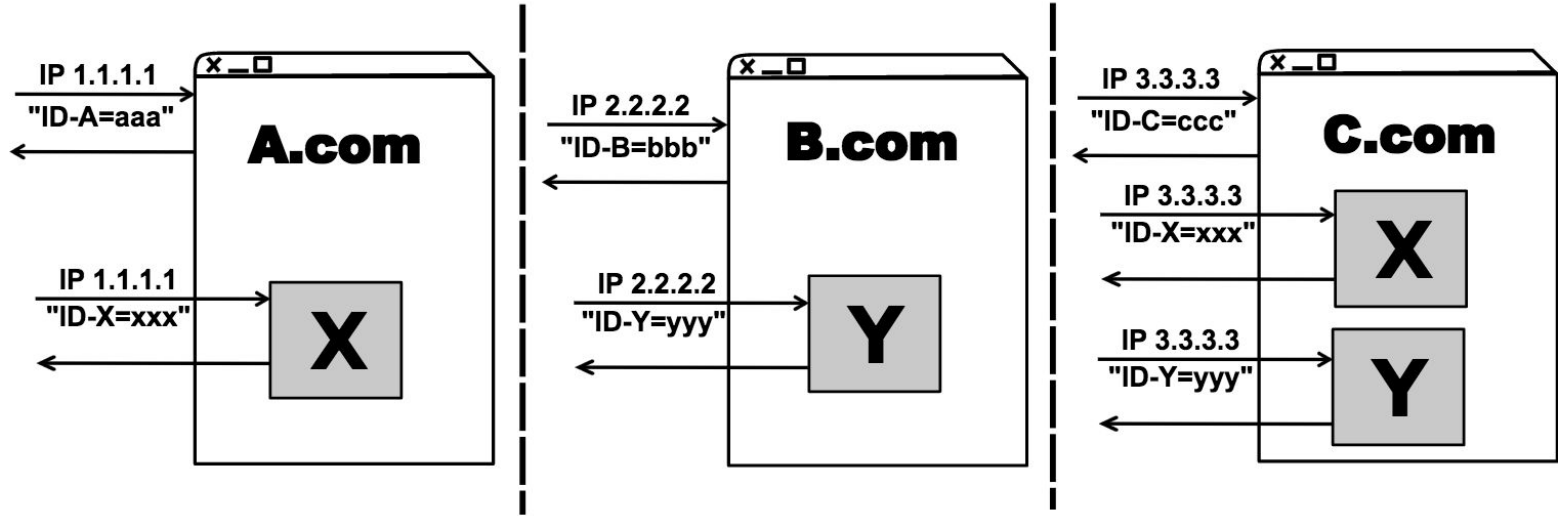 IP 1.1.1.1
"ID-A=aaa"
A.com
IP 1.1.1.1
"ID-X=xxx"
X
IP 2.2.2.2
"ID-B=bbb"
B.com
IP 2.2.2.2
"ID-Y=yyy"
Y
IP 3.3.3.3
"ID-C=ccc"
C.com
IP 3.3.3.3
"ID-X=xxx"
X
IP 3.3.3.3
"ID-Y=yyy"
Y